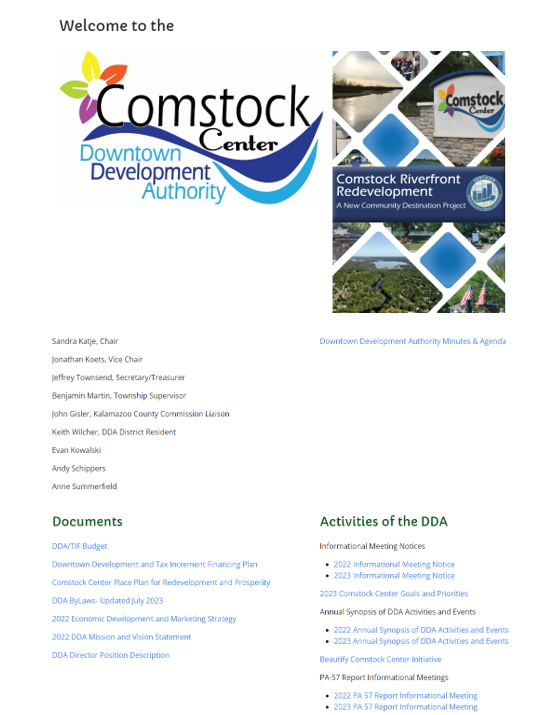 Welcome to the
Comstock
Center
Downtown
Development
Authority
Comstock
Center
Comstock Riverfront
Redevelopment
A New Community Destination Project
Sandra Katje, Chair
Jonathan Koets, Vice Chair
Jeffrey Townsend, Secretary/Treasurer
Benjamin Martin, Township Supervisor
John Gisler, Kalamazoo County Commission Liaison
Keith Wilcher, DDA District Resident
Evan Kowalski
Andy Schippers
Anne Summerfield
Downtown Development Authority Minutes & Agenda
Documents
DDA/TIF Budget
Downtown Development and Tax Increment Financing Plan
Comstock Center Place Plan for Redevelopment and Prosperity
DDA ByLaws- Updated July 2023
2022 Economic Development and Marketing Strategy
2022 DDA Mission and Vision Statement
DDA Director Position Description
Activities of the DDA
Informational Meeting Notices
2022 Informational Meeting Notice
2023 Informational Meeting Notice
2023 Comstock Center Goals and Priorities
Annual Synopsis of DDA Activities and Events
2022 Annual Synopsis of DDA Activities and Events
2023 Annual Synopsis of DDA Activities and Events
Beautify Comstock Center Initiative
PA-57 Report Informational Meetings
2022 PA 57 Report Informational Meeting
2023 PA 57 Report Informational Meeting